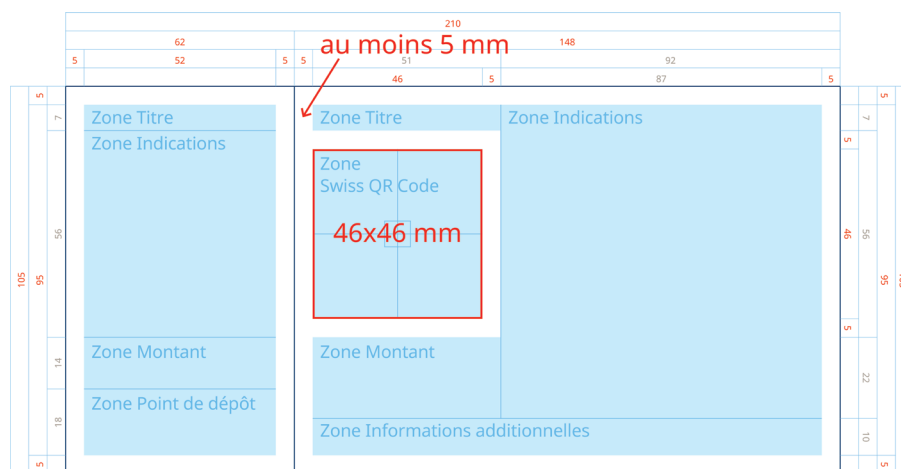 210
62
148
au moins 5 mm
5
52
5
5
51
92
46
5
87
5
5
7
56
14
18
5
95
105
Zone Titre
Zone Indications
Zone Montant
Zone Point de dépôt
Zone Titre
Zone
Swiss QR Code
46x46 mm
Zone Montant
Zone Indications
Zone Informations additionnelles
5
46
5
7
56
22
10
5
95
5